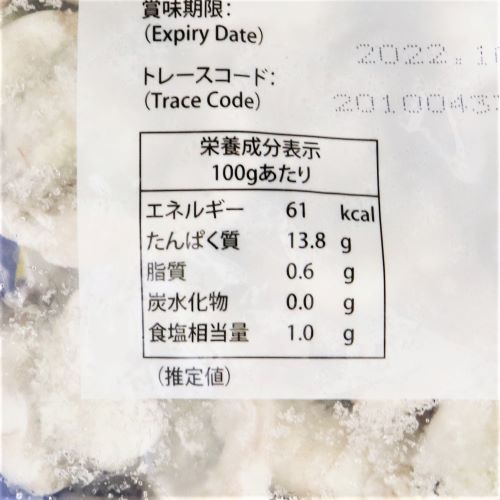 賞味期限：
(Expiry Date)
2022.1
トレースコード：
(Trace Code)
2010043
栄養成分表示
100gあたり
エネルギー 61 kcal
たんぱく質 13.8 g
脂質 0.6 g
炭水化物 0.0 g
食塩相当量 1.0 g
（推定値）